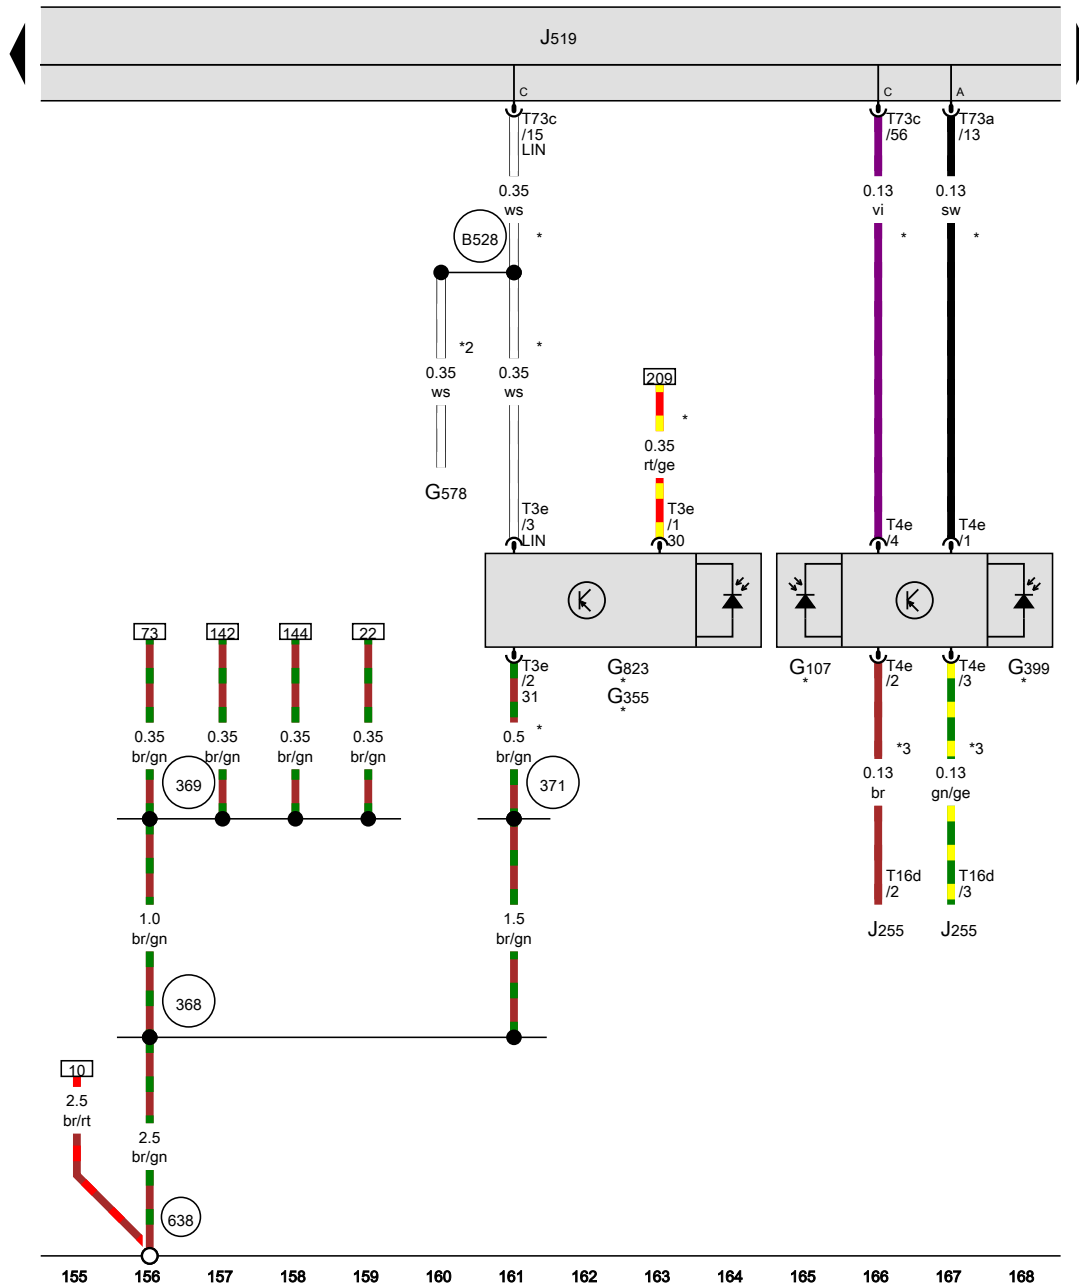 J519
C
C
A
T73c
/15
LIN
T73c
/56
T73a
/13
0.35
ws
0.13
vi
0.13
sw
B528
*
*
*
*2
*
0.35
ws
0.35
ws
209
*
0.35
rt/ge
G578
T3e
/3
LIN
T3e
/1
30
T4e
/4
T4e
/1
73
142
144
22
T3e
/2
31
G823
*
G355
*
G107
*
T4e
/2
T4e
/3
G399
*
*
0.35
br/gn
0.35
br/gn
0.35
br/gn
0.35
br/gn
0.5
br/gn
*3
*3
369
371
0.13
br
0.13
gn/ge
T16d
/2
T16d
/3
1.0
br/gn
1.5
br/gn
J255
J255
368
10
2.5
br/rt
2.5
br/gn
638
155 156 157 158 159 160 161 162 163 164 165 166 167 168